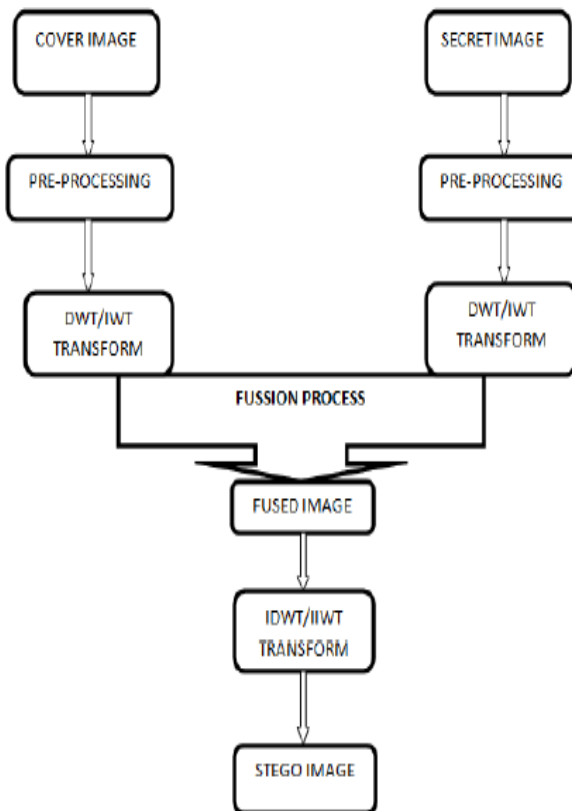 COVER IMAGE
SECRET IMAGE
PRE-PROCESSING
PRE-PROCESSING
DWT/IWT
TRANSFORM
DWT/IWT
TRANSFORM
FUSSION PROCESS
FUSED IMAGE
IDWT/IIWT
TRANSFORM
STEGO IMAGE